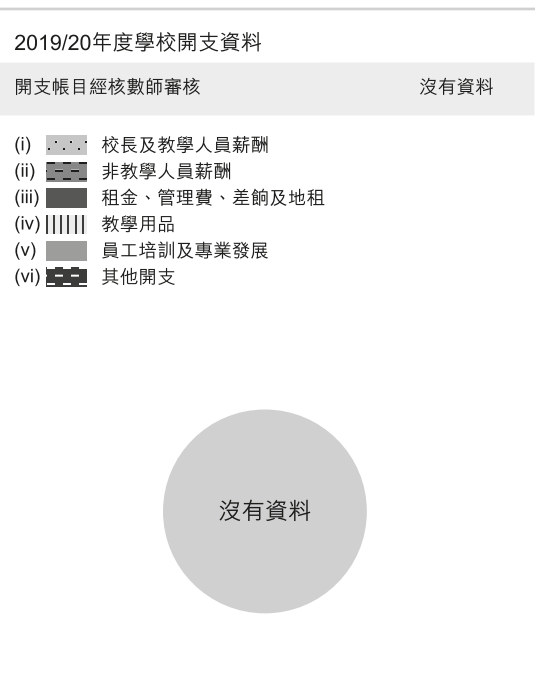 2019/20年度學校開支資料
開支帳目經核數師審核 沒有資料
(i) 校長及教學人員薪酬
(ii) 非教學人員薪酬
(iii) 租金、管理費、差餉及地租
(iv) 教學用品
(v) 員工培訓及專業發展
(vi) 其他開支
沒有資料